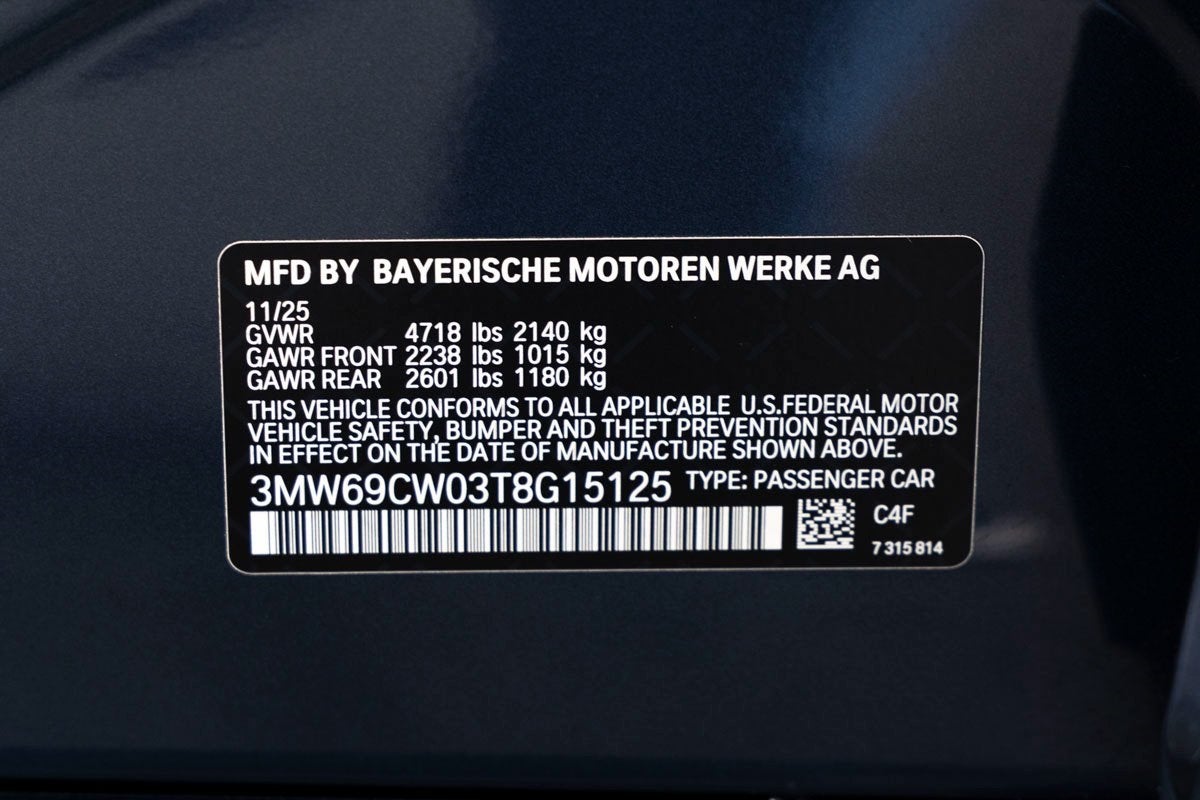 MFD BY BAYERISCHE MOTOREN WERKE AG
11/25
GVWR 4718 lbs 2140 kg
GAWR FRONT 2238 lbs 1015 kg
GAWR REAR 2601 lbs 1180 kg
THIS VEHICLE CONFORMS TO ALL APPLICABLE U.S.FEDERAL MOTOR
VEHICLE SAFETY, BUMPER AND THEFT PREVENTION STANDARDS
IN EFFECT ON THE DATE OF MANUFACTURE SHOWN ABOVE.
3MW69CW03T8G15125 TYPE: PASSENGER CAR
C4F
7 315 814